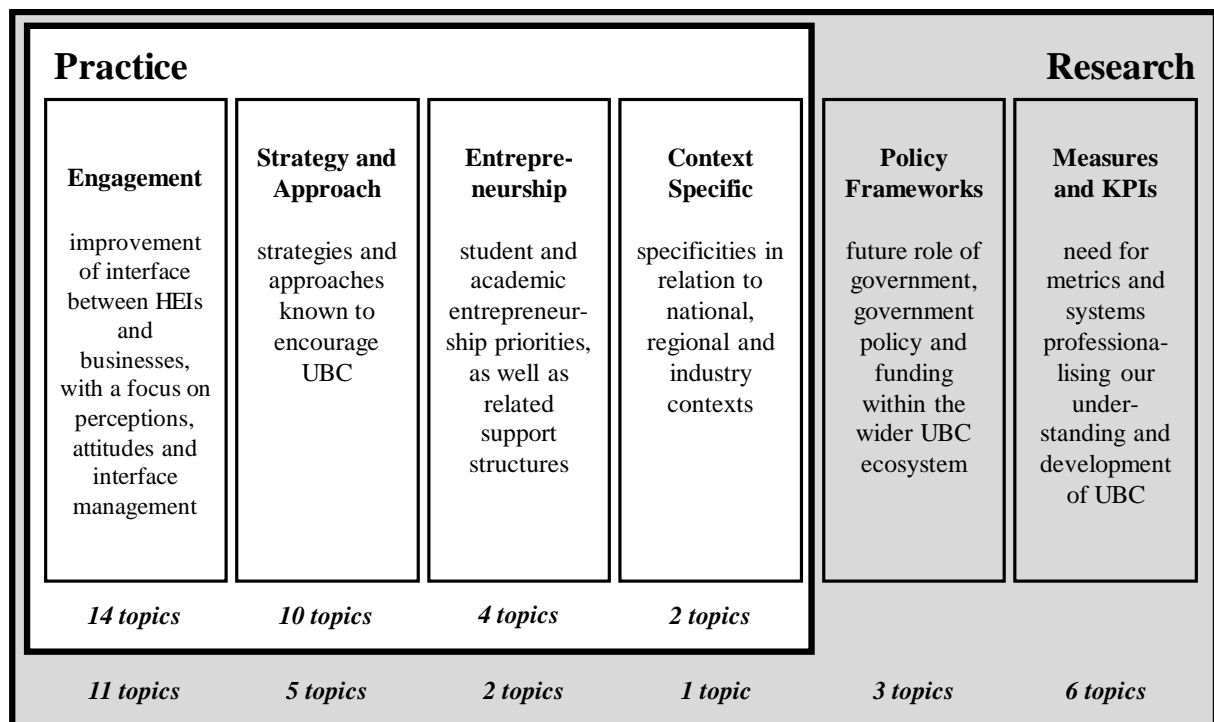 Practice
Research
Engagement
improvement
of interface
between HEIs
and
businesses,
with a focus on
perceptions,
attitudes and
interface
management
Strategy and
Approach
strategies and
approaches
known to
encourage
UBC
Entrepre-
neurship
student and
academic
entrepreneur-
ship priorities,
as well as
related
support
structures
Context
Specific
specificities in
relation to
national,
regional and
industry
contexts
Policy
Frameworks
future role of
government,
government
policy and
funding
within the
wider UBC
ecosystem
Measures
and KPIs
need for
metrics and
systems
professiona-
lising our
under-
standing and
development
of UBC
14 topics
10 topics
4 topics
2 topics
11 topics
5 topics
2 topics
1 topic
3 topics
6 topics